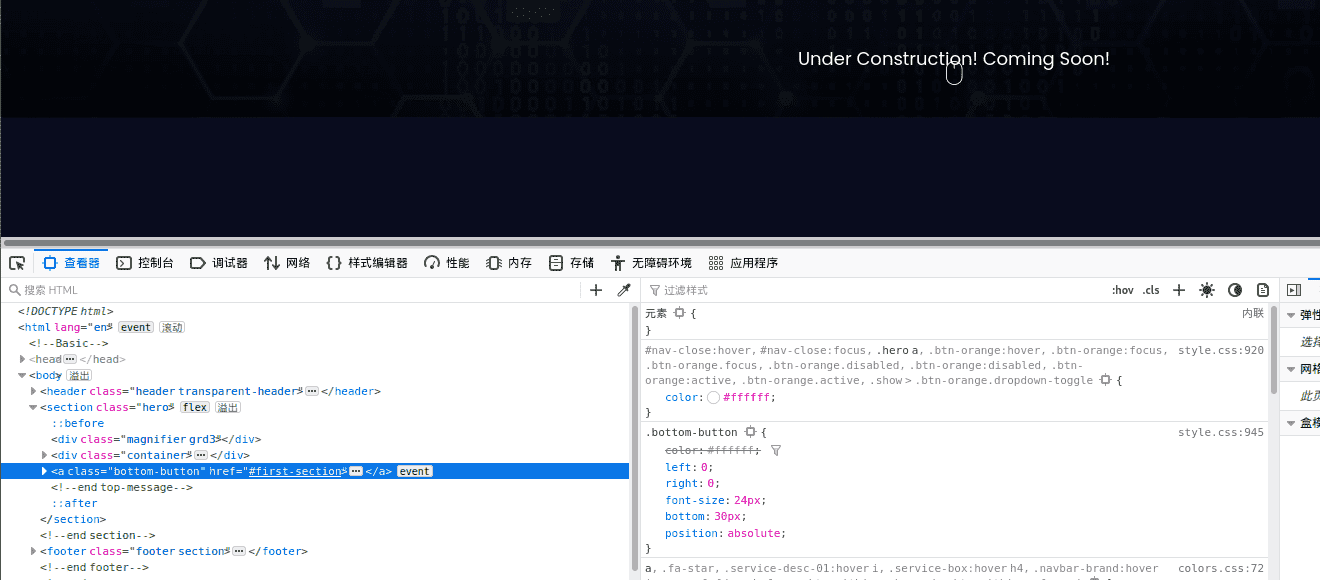 Under Construction! Coming Soon!
查看器 控制台 调试器 网络 样式编辑器 性能 内存 存储 无障碍环境 应用程序
搜索 HTML
过滤样式
:hov .cls
<!DOCTYPE html>
<html lang="en" event 滚动
<!--Basic-->
<head ··· </head>
<body 溢出
<header class="header transparent-header" ··· </header>
<section class="hero" flex 溢出
::before
<div class="magnifier grd3"></div>
<div class="container" ··· </div>
<a class="bottom-button" href="#first-section" ··· </a> event
<!--end top-message-->
::after
</section>
<!--end section-->
<footer class="footer section" ··· </footer>
<!--end footer-->
元素 { 内联
}
#nav-close:hover, #nav-close:focus, .hero a, .btn-orange:hover, .btn-orange:focus, style.css:920
.btn-orange.focus, .btn-orange.disabled, .btn-orange:disabled, .btn-
orange:active, .btn-orange.active, .show > .btn-orange.dropdown-toggle {
color: #ffffff;
}
.bottom-button { style.css:945
color: #ffffff;
left: 0;
right: 0;
font-size: 24px;
bottom: 30px;
position: absolute;
}
a, .fa-star, .service-desc-01:hover i, .service-box:hover h4, .navbar-brand:hover colors.css:72
弹性
选择
网格
此页
盒模